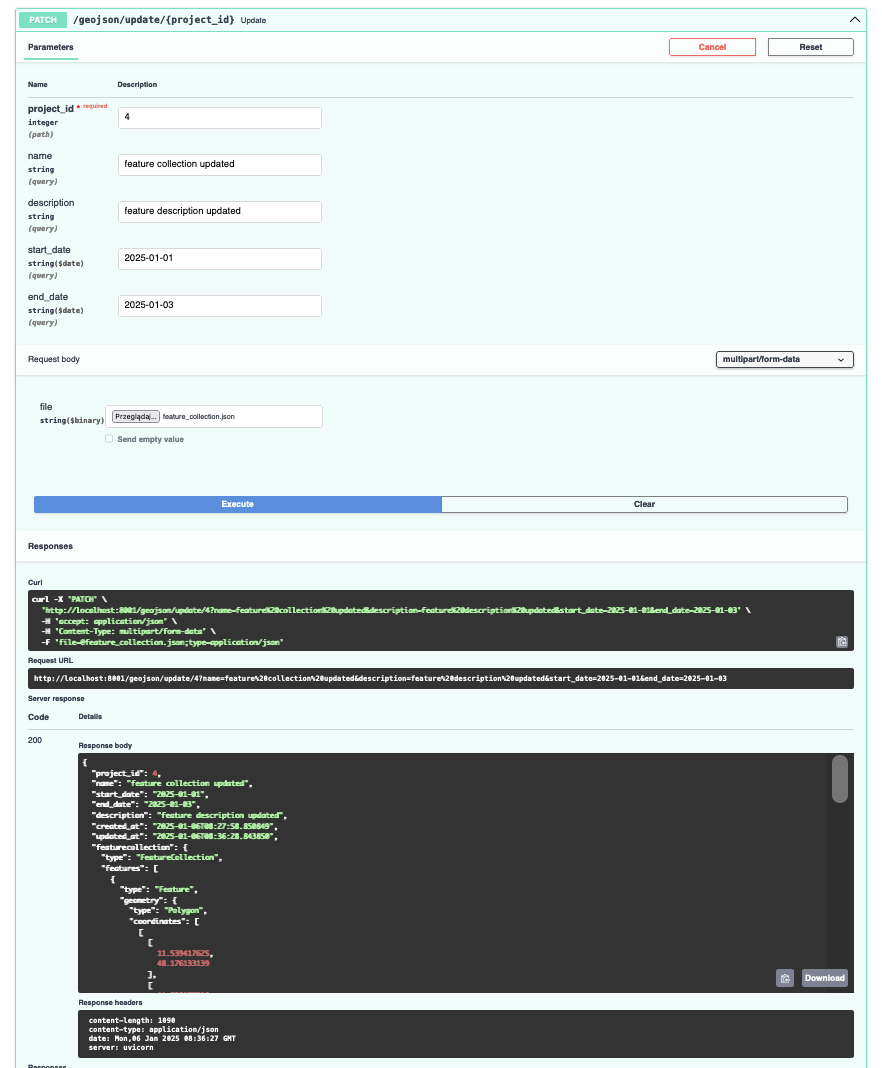 PATCH /geojson/update/{project_id} Update
Parameters
Cancel
Reset
Name Description
project_id * required
integer
(path)
4
name
string
(query)
feature collection updated
description
string
(query)
feature description updated
start_date
string($date)
(query)
2025-01-01
end_date
string($date)
(query)
2025-01-03
Request body
multipart/form-data
file
string($binary)
Przeglądaj... feature_collection.json
Send empty value
Execute
Clear
Responses
Curl
curl -X 'PATCH' \
'http://localhost:8001/geojson/update/4?name=feature%20collection%20updated&description=feature%20description%20updated&start_date=2025-01-01&end_date=2025-01-03' \
-H 'accept: application/json' \
-H 'Content-Type: multipart/form-data' \
-F 'file=@feature_collection.json;type=application/json'
Request URL
http://localhost:8001/geojson/update/4?name=feature%20collection%20updated&description=feature%20description%20updated&start_date=2025-01-01&end_date=2025-01-03
Server response
Code Details
200
Response body
{
"project_id": 4,
"name": "feature collection updated",
"start_date": "2025-01-01",
"end_date": "2025-01-03",
"description": "feature description updated",
"created_at": "2025-01-06T08:27:58.850849",
"updated_at": "2025-01-06T08:36:28.843850",
"featurecollection": {
"type": "FeatureCollection",
"features": [
{
"type": "Feature",
"geometry": {
"type": "Polygon",
"coordinates": [
[
[
11.539417625,
48.176133139
],
[
Download
Response headers
content-length: 1090
content-type: application/json
date: Mon,06 Jan 2025 08:36:27 GMT
server: uvicorn
Responses